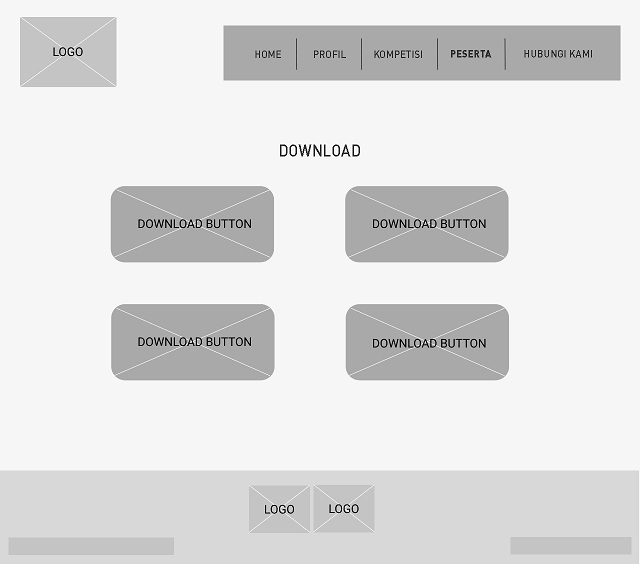 LOGO
HOME
PROFIL
KOMPETISI
PESERTA
HUBUNGI KAMI
DOWNLOAD
DOWNLOAD BUTTON
DOWNLOAD BUTTON
DOWNLOAD BUTTON
DOWNLOAD BUTTON
LOGO
LOGO